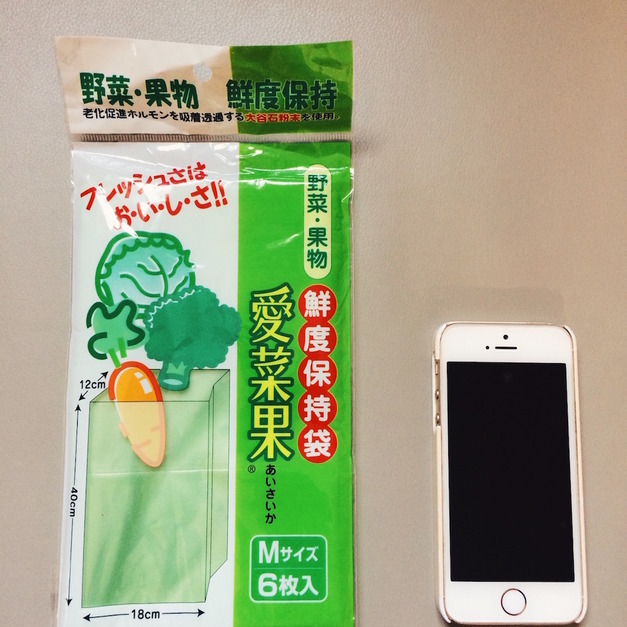 野菜・果物 鮮度保持
老化促進ホルモンを吸着透過する大谷石粉末を使用。
フレッシュさは
お・い・し・さ!!
野菜・果物
鮮度保持袋
愛菜果
®
あいさいか
12cm
40cm
18cm
Mサイズ
6枚入